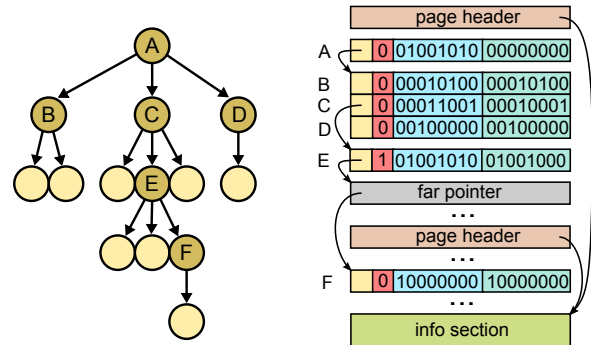 A
B
C
D
E
F
page header
A 0 01001010 00000000
B 0 00010100 00010100
C 0 00011001 00010001
D 0 00100000 00100000
E 1 01001010 01001000
far pointer
...
page header
...
F 0 10000000 10000000
...
info section